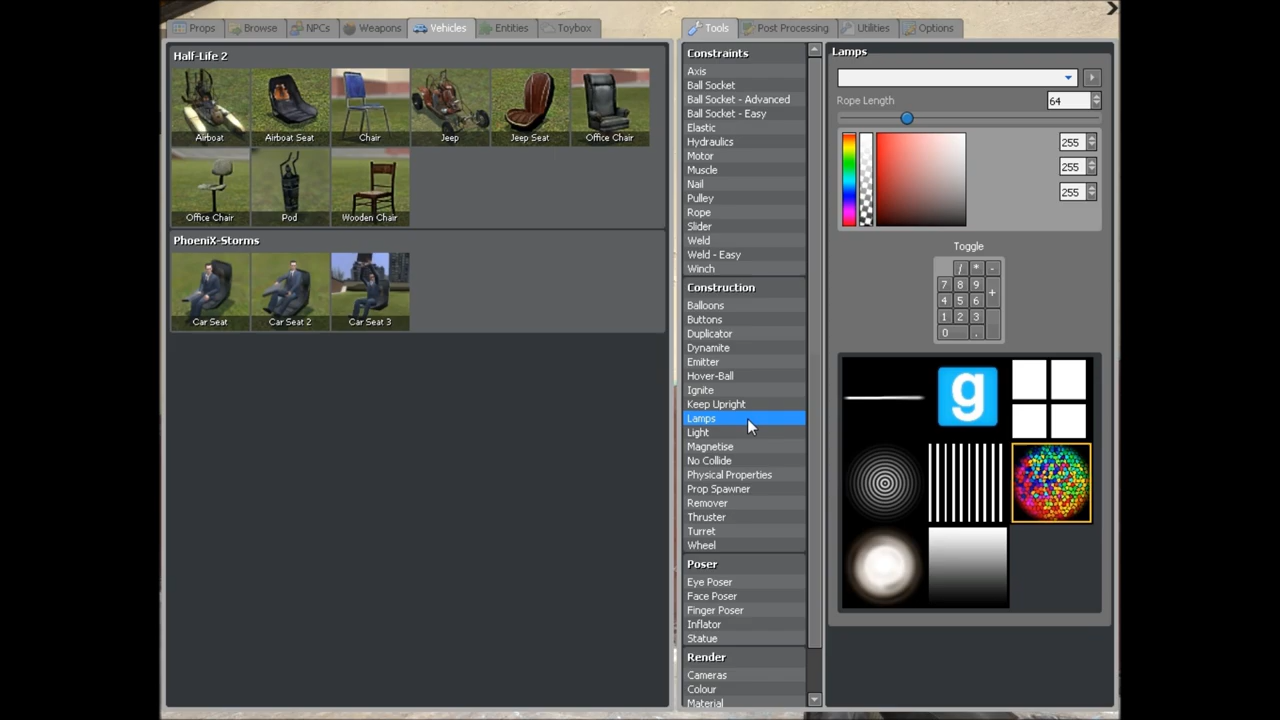 Props
Browse
NPCs
Weapons
Vehicles
Entities
Toybox
Half-Life 2
Airboat
Airboat Seat
Chair
Jeep
Jeep Seat
Office Chair
Office Chair
Pod
Wooden Chair
PhoeniX-Storms
Car Seat
Car Seat 2
Car Seat 3
Tools
Post Processing
Utilities
Options
Constraints
Axis
Ball Socket
Ball Socket - Advanced
Ball Socket - Easy
Elastic
Hydraulics
Motor
Muscle
Nail
Pulley
Rope
Slider
Weld
Weld - Easy
Winch
Construction
Balloons
Buttons
Duplicator
Dynamite
Emitter
Hover-Ball
Ignite
Keep Upright
Lamps
Light
Magnetise
No Collide
Physical Properties
Prop Spawner
Remover
Thruster
Turret
Wheel
Poser
Eye Poser
Face Poser
Finger Poser
Inflator
Statue
Render
Cameras
Colour
Material
Lamps
Rope Length
64
255
255
255
Toggle
/ * -
7 8 9 +
4 5 6
1 2 3
0 .
g